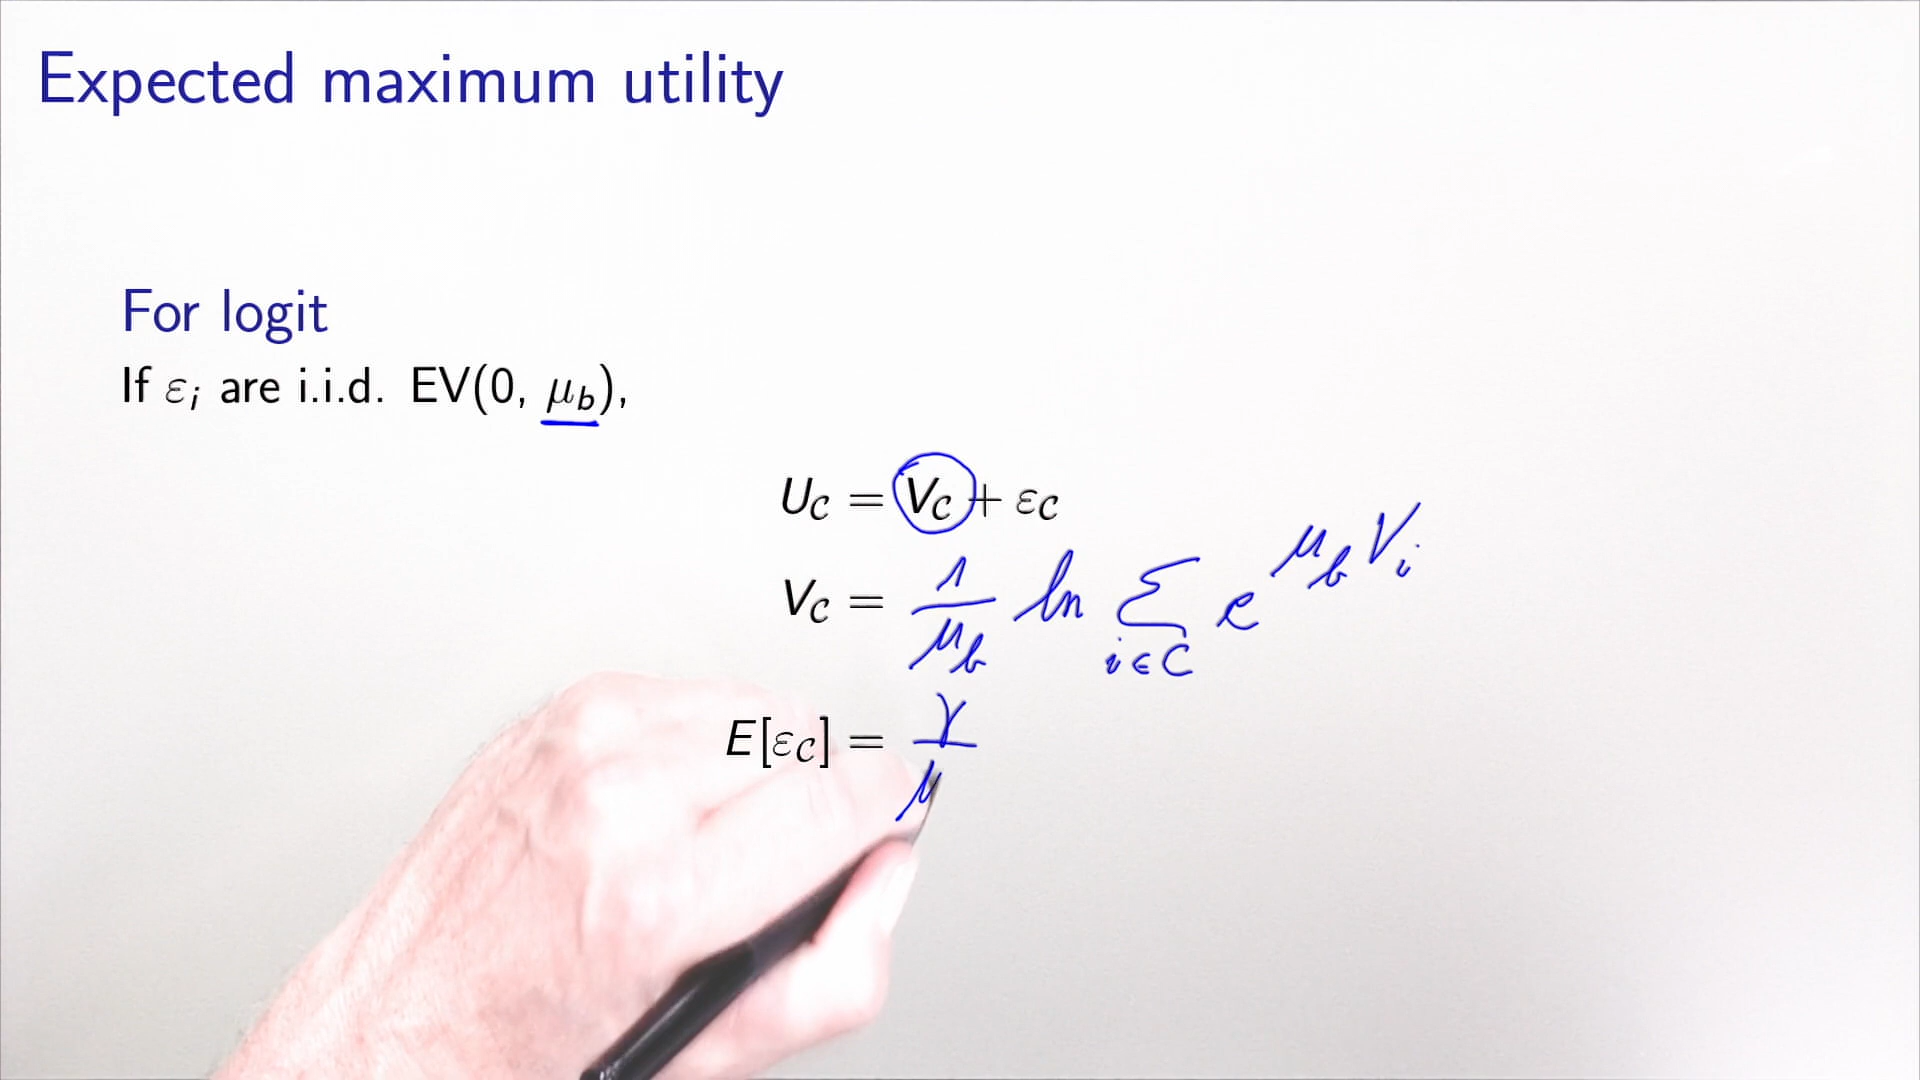 Expected maximum utility
For logit
If εᵢ are i.i.d. EV(0, μ_b),
U_𝒞 = V_𝒞 + ε_𝒞
V_𝒞 = 1/μ_b ln ∑_{i∈C} e^{μ_b V_i}
E[ε_𝒞] = γ/μ